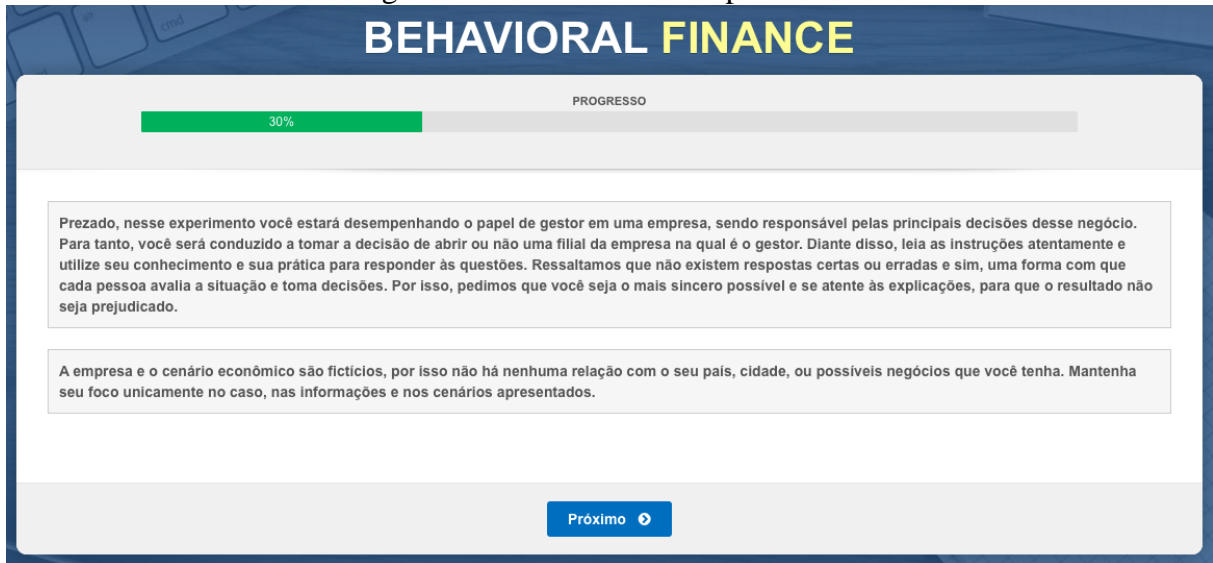 BEHAVIORAL FINANCE
PROGRESSO
30%
Prezado, nesse experimento você estará desempenhando o papel de gestor em uma empresa, sendo responsável pelas principais decisões desse negócio.
Para tanto, você será conduzido a tomar a decisão de abrir ou não uma filial da empresa na qual é o gestor. Diante disso, leia as instruções atentamente e
utilize seu conhecimento e sua prática para responder às questões. Ressaltamos que não existem respostas certas ou erradas e sim, uma forma com que
cada pessoa avalia a situação e toma decisões. Por isso, pedimos que você seja o mais sincero possível e se atente às explicações, para que o resultado não
seja prejudicado.
A empresa e o cenário econômico são fictícios, por isso não há nenhuma relação com o seu país, cidade, ou possíveis negócios que você tenha. Mantenha
seu foco unicamente no caso, nas informações e nos cenários apresentados.
Próximo